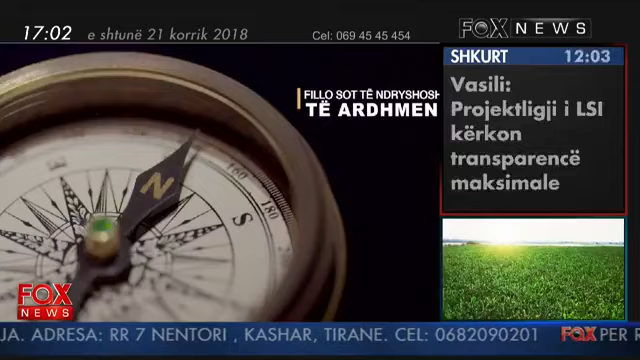 17:02 e shtunë 21 korrik 2018 Cel: 069 45 45 454 FOX NEWS
SHKURT 12:03
Vasili:
Projektligji i LSI
kërkon
transparencë
maksimale
FILLO SOT TË NDRYSHOSH
TË ARDHMEN
N
S
160
FOX
NEWS
JA. ADRESA: RR 7 NENTORI , KASHAR, TIRANE. CEL: 0682090201 FOX PER R